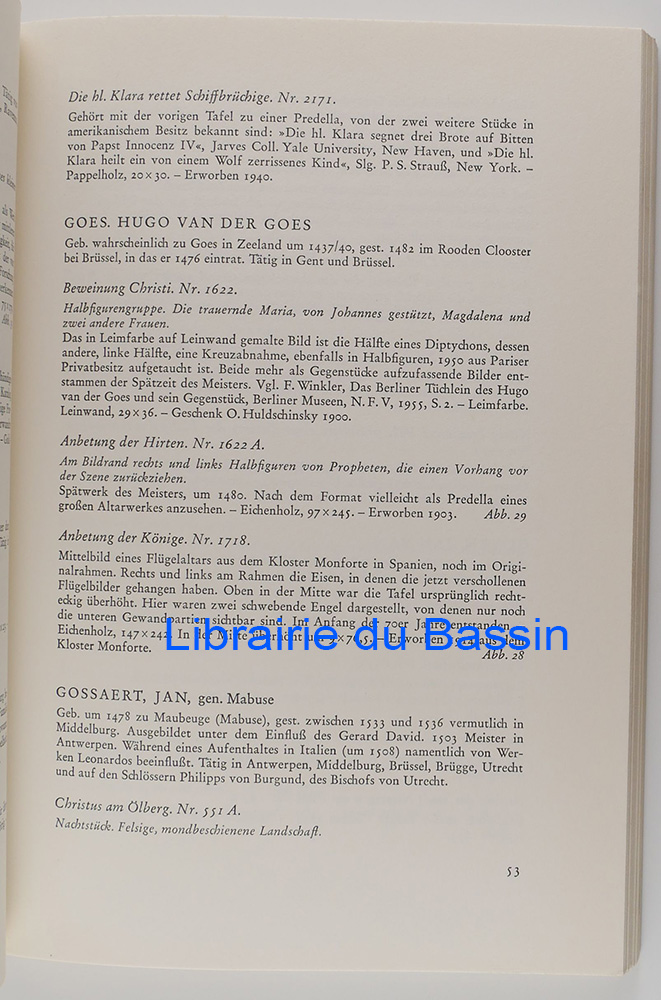 Die hl. Klara rettet Schiffbrüchige. Nr. 2171.
Gehört mit der vorigen Tafel zu einer Predella, von der zwei weitere Stücke in
amerikanischem Besitz bekannt sind: »Die hl. Klara segnet drei Brote auf Bitten
von Papst Innocenz IV«, Jarves Coll. Yale University, New Haven, und »Die hl.
Klara heilt ein von einem Wolf zerrissenes Kind«, Slg. P. S. Strauß, New York. –
Pappelholz, 20×30. – Erworben 1940.
GOES. HUGO VAN DER GOES
Geb. wahrscheinlich zu Goes in Zeeland um 1437/40, gest. 1482 im Rooden Clooster
bei Brüssel, in das er 1476 eintrat. Tätig in Gent und Brüssel.
Beweinung Christi. Nr. 1622.
Halbfigurengruppe. Die trauernde Maria, von Johannes gestützt, Magdalena und
zwei andere Frauen.
Das in Leimfarbe auf Leinwand gemalte Bild ist die Hälfte eines Diptychons, dessen
andere, linke Hälfte, eine Kreuzabnahme, ebenfalls in Halbfiguren, 1950 aus Pariser
Privatbesitz aufgetaucht ist. Beide mehr als Gegenstücke aufzufassende Bilder ent-
stammen der Spätzeit des Meisters. Vgl. F. Winkler, Das Berliner Tüchlein des Hugo
van der Goes und sein Gegenstück, Berliner Museen, N. F. V, 1955, S. 2. – Leimfarbe.
Leinwand, 29×36. – Geschenk O. Huldschinsky 1900.
Anbetung der Hirten. Nr. 1622 A.
Am Bildrand rechts und links Halbfiguren von Propheten, die einen Vorhang vor
der Szene zurückziehen.
Spätwerk des Meisters, um 1480. Nach dem Format vielleicht als Predella eines
großen Altarwerkes anzusehen. – Eichenholz, 97×245. – Erworben 1903. Abb. 29
Anbetung der Könige. Nr. 1718.
Mittelbild eines Flügelaltars aus dem Kloster Monforte in Spanien, noch im Origi-
nalrahmen. Rechts und links am Rahmen die Eisen, in denen die jetzt verschollenen
Flügelbilder gehangen haben. Oben in der Mitte war die Tafel ursprünglich recht-
eckig überhöht. Hier waren zwei schwebende Engel dargestellt, von denen nur noch
die unteren Gewandpartien sichtbar sind. Im Anfang der 70er Jahre entstanden. –
Eichenholz, 147×242. In der Mitte überhöht um – Erworben aus dem
Kloster Monforte. Abb. 28
Librairie du Bassin
GOSSAERT, JAN, gen. Mabuse
Geb. um 1478 zu Maubeuge (Mabuse), gest. zwischen 1533 und 1536 vermutlich in
Middelburg. Ausgebildet unter dem Einfluß des Gerard David. 1503 Meister in
Antwerpen. Während eines Aufenthaltes in Italien (um 1508) namentlich von Wer-
ken Leonardos beeinflußt. Tätig in Antwerpen, Middelburg, Brüssel, Brügge, Utrecht
und auf den Schlössern Philipps von Burgund, des Bischofs von Utrecht.
Christus am Ölberg. Nr. 551 A.
Nachtstück. Felsige, mondbeschienene Landschaft.
53